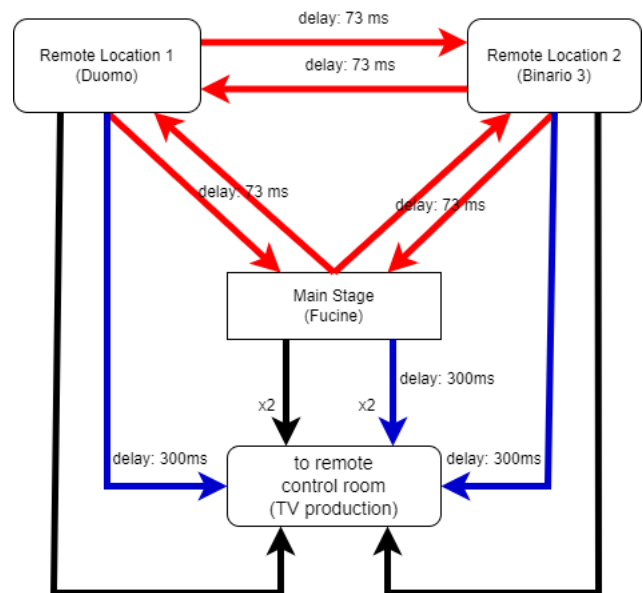 delay: 73 ms
Remote Location 1
(Duomo)
delay: 73 ms
Remote Location 2
(Binario 3)
delay: 73 ms
delay: 73 ms
Main Stage
(Fucine)
delay: 300ms
x2
x2
delay: 300ms
to remote
control room
(TV production)
delay: 300ms